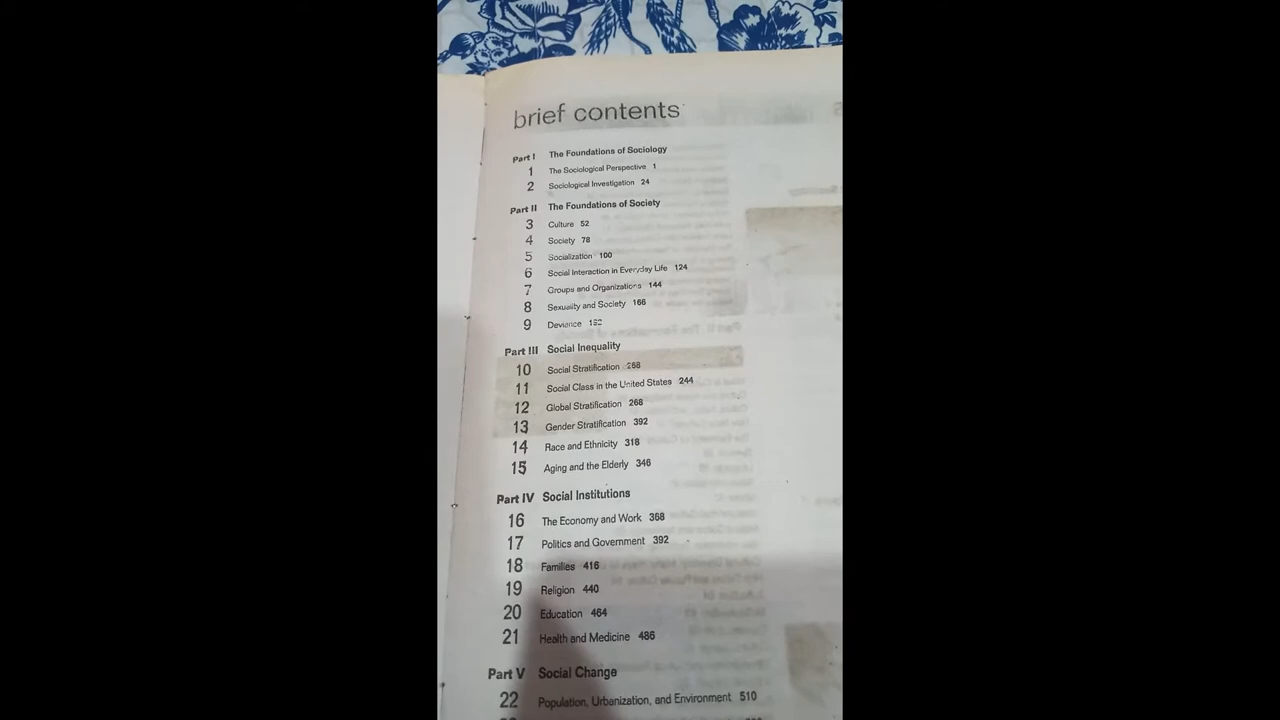 brief contents
Part I The Foundations of Sociology
1 The Sociological Perspective 1
2 Sociological Investigation 24
Part II The Foundations of Society
3 Culture 52
4 Society 78
5 Socialization 100
6 Social Interaction in Everyday Life 124
7 Groups and Organizations 144
8 Sexuality and Society 166
9 Deviance 192
Part III Social Inequality
10 Social Stratification 268
11 Social Class in the United States 244
12 Global Stratification 268
13 Gender Stratification 392
14 Race and Ethnicity 318
15 Aging and the Elderly 346
Part IV Social Institutions
16 The Economy and Work 368
17 Politics and Government 392
18 Families 416
19 Religion 440
20 Education 464
21 Health and Medicine 486
Part V Social Change
22 Population, Urbanization, and Environment 510